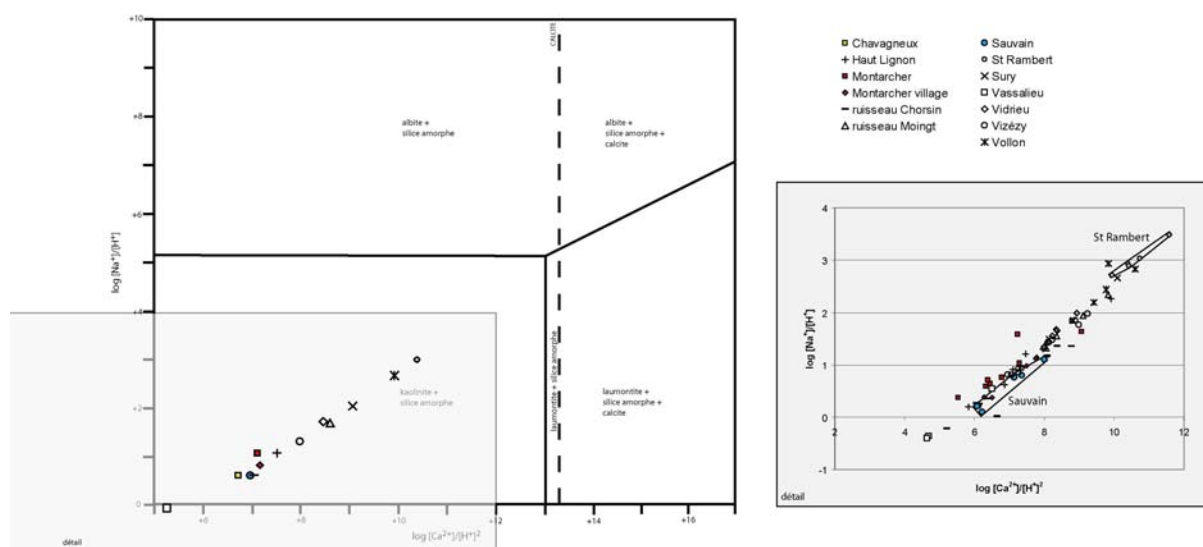 +10
CALCITE
+8
albite +
silice amorphe
albite +
silice amorphe +
calcite
+6
log [Na+]/[H+]
+4
kaolinite +
silice amorphe
laumontite + silice amorphe
laumontite +
silice amorphe +
calcite
+2
0
+6
+8
+10
+12
+14
+16
log [Ca²+]/[H+]²
détail
Chavagneux
Haut Lignon
Montarcher
Montarcher village
ruisseau Chorsin
ruisseau Moingt
Sauvain
St Rambert
Sury
Vassalieu
Vidrieu
Vizézy
Vollon
4
3
2
1
0
-1
log [Na+]/[H+]
St Rambert
Sauvain
2
4
6
8
10
12
log [Ca²+]/[H+]²
détail